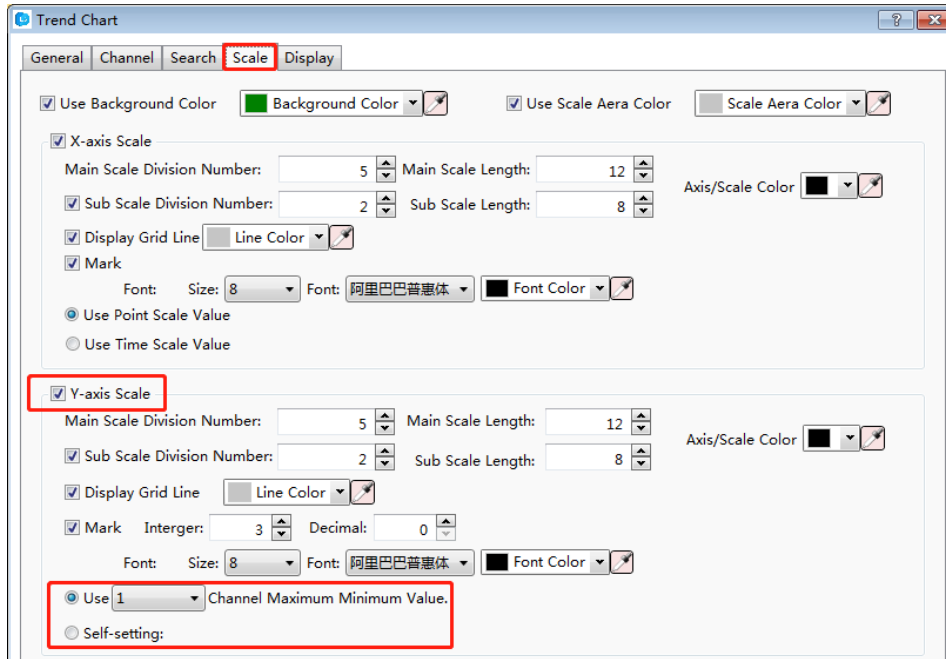 Trend Chart
General Channel Search Scale Display
Use Background Color Background Color Use Scale Aera Color Scale Aera Color
X-axis Scale
Main Scale Division Number: 5 Main Scale Length: 12
Axis/Scale Color
Sub Scale Division Number: 2 Sub Scale Length: 8
Display Grid Line Line Color
Mark
Font: Size: 8 Font: 阿里巴巴普惠体 Font Color
Use Point Scale Value
Use Time Scale Value
Y-axis Scale
Main Scale Division Number: 5 Main Scale Length: 12
Axis/Scale Color
Sub Scale Division Number: 2 Sub Scale Length: 8
Display Grid Line Line Color
Mark Interger: 3 Decimal: 0
Font: Size: 8 Font: 阿里巴巴普惠体 Font Color
Use 1 Channel Maximum Minimum Value.
Self-setting: